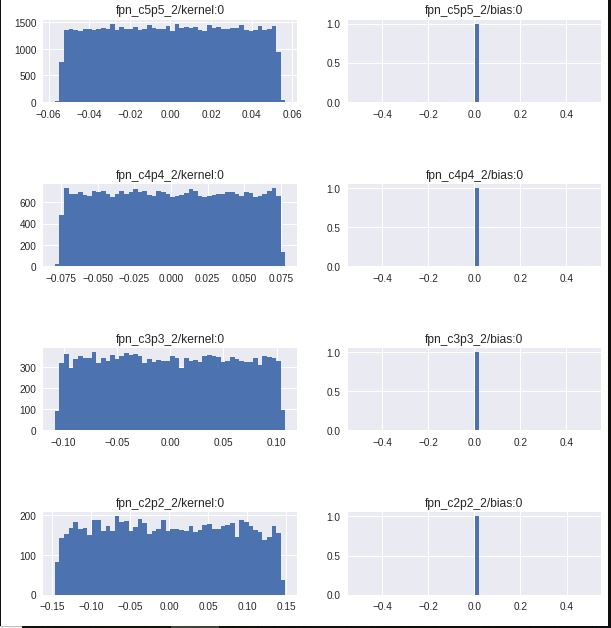 fpn_c5p5_2/kernel:0 fpn_c5p5_2/bias:0
1500 1.0
1000
0.5
500
0 0.0
−0.06 −0.04 −0.02 0.00 0.02 0.04 0.06 −0.4 −0.2 0.0 0.2 0.4
fpn_c4p4_2/kernel:0 fpn_c4p4_2/bias:0
1.0
600
400 0.5
200
0 0.0
−0.075 −0.050 −0.025 0.000 0.025 0.050 0.075 −0.4 −0.2 0.0 0.2 0.4
fpn_c3p3_2/kernel:0 fpn_c3p3_2/bias:0
1.0
300
200 0.5
100
0 0.0
−0.10 −0.05 0.00 0.05 0.10 −0.4 −0.2 0.0 0.2 0.4
fpn_c2p2_2/kernel:0 fpn_c2p2_2/bias:0
200 1.0
100 0.5
0 0.0
−0.15 −0.10 −0.05 0.00 0.05 0.10 0.15 −0.4 −0.2 0.0 0.2 0.4